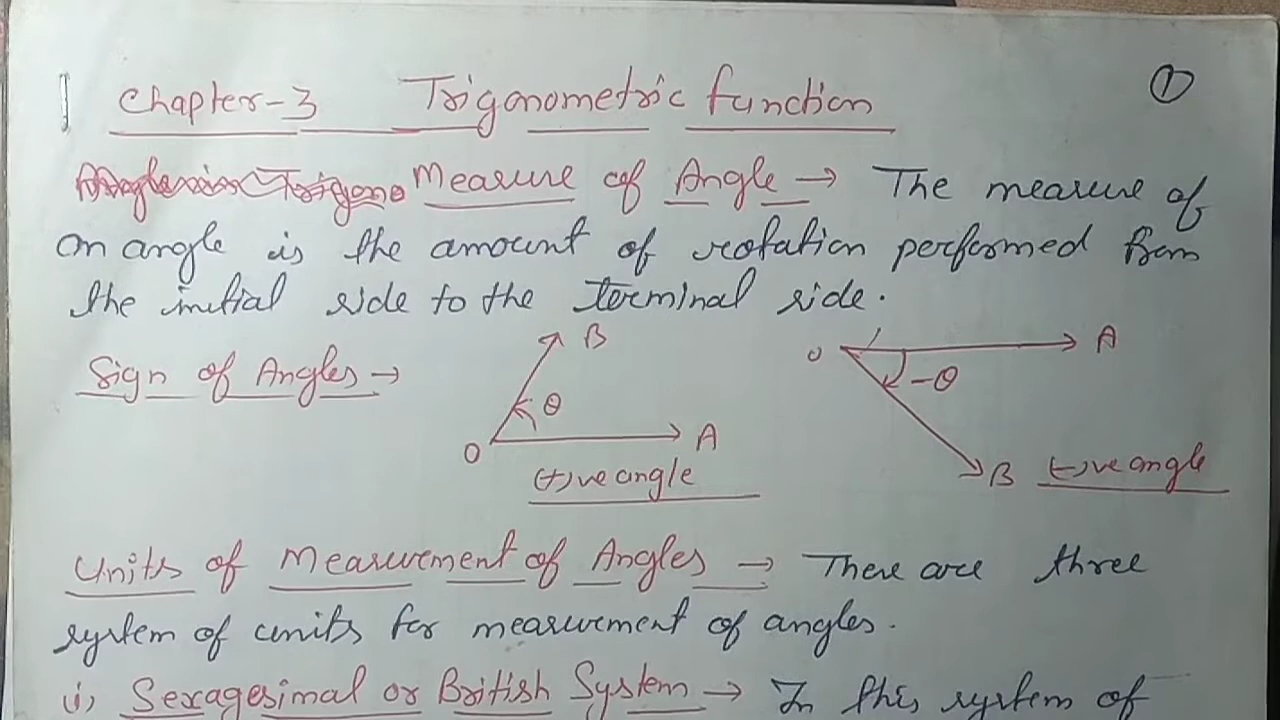 Chapter-3 Trigonometric function ①
Measure of Angle → The measure of
an angle is the amount of rotation performed from
the initial side to the terminal side.
Sign of Angles →
B
θ
O A
(+)ve angle
O A
-θ
B (-)ve angle
Units of Measurement of Angles → There are three
system of units for measurement of angles.
(i) Sexagesimal or British System → In this system of